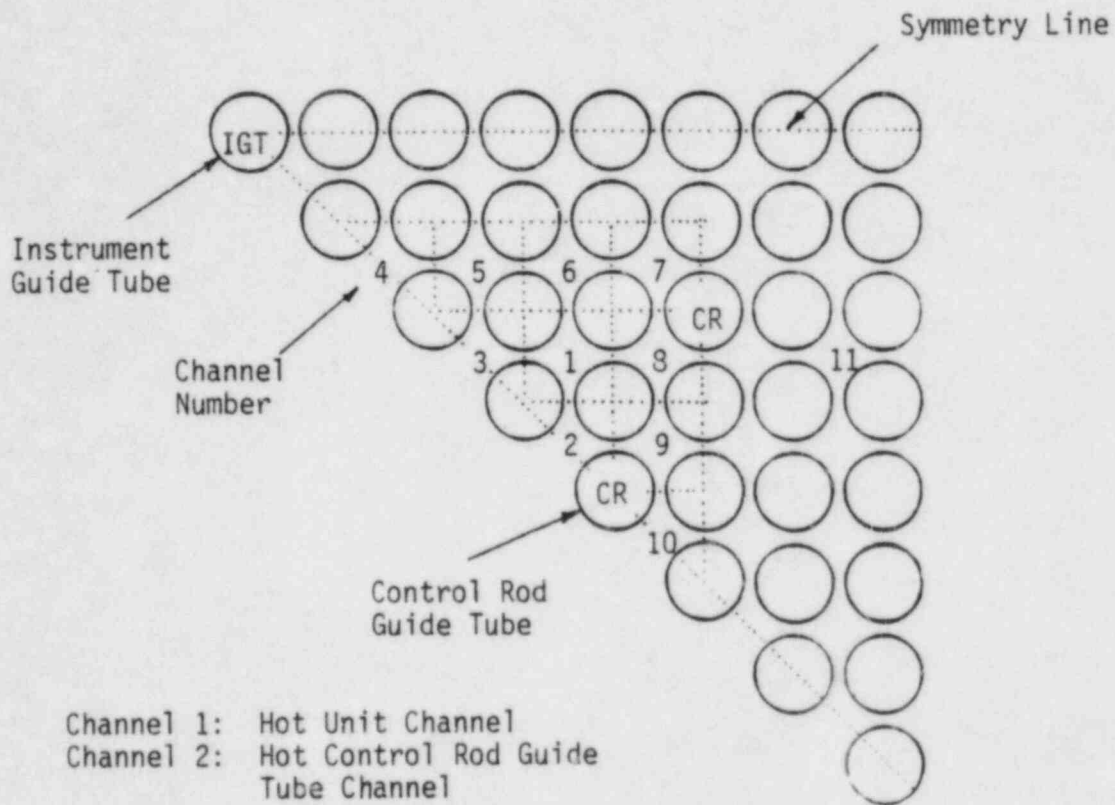 Symmetry Line
IGT
Instrument
Guide Tube
4
5
6
7
CR
Channel
Number
3
1
8
11
2
9
CR
10
Control Rod
Guide Tube
Channel 1: Hot Unit Channel
Channel 2: Hot Control Rod Guide
Tube Channel